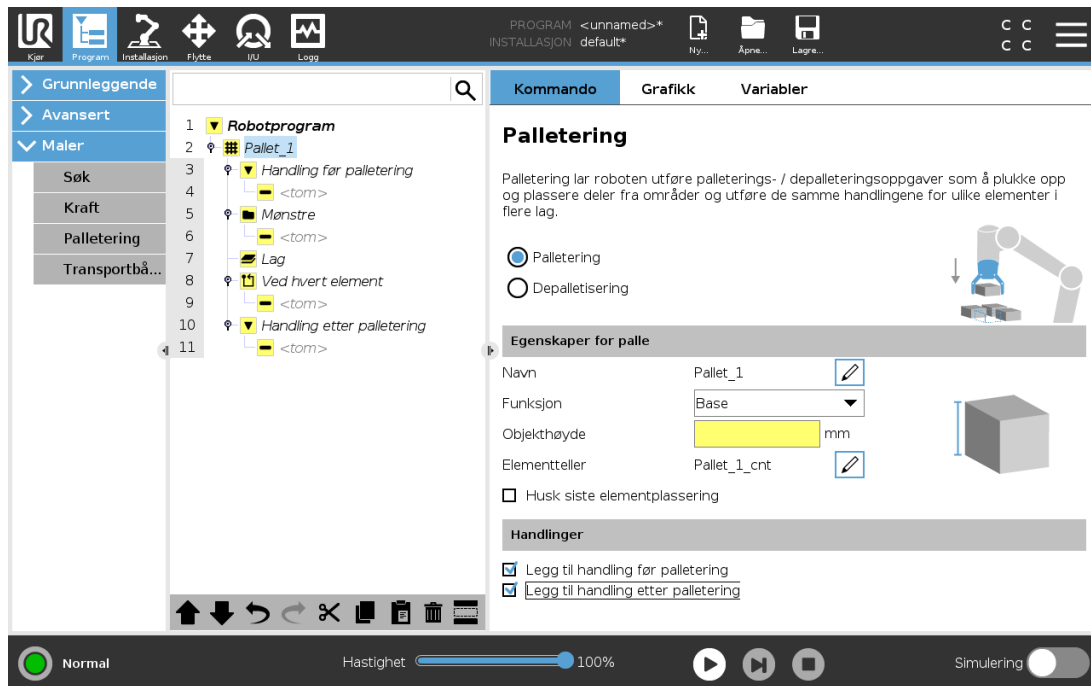 UR
PROGRAM <unnamed>*
INSTALLASJON default*
C C
C C
Kjør Program Installasjon Flytte I/U Logg Ny... Åpne... Lagre...
Grunnleggende
Avansert
Maler
Søk
Kraft
Palletering
Transportbå...
1 Robotprogram
2 Pallet_1
3 Handling før palletering
4 <tom>
5 Mønstre
6 <tom>
7 Lag
8 Ved hvert element
9 <tom>
10 Handling etter palletering
11 <tom>
Kommando Grafikk Variabler
Palletering
Palletering lar roboten utføre palleterings- / depalleteringsoppgaver som å plukke opp
og plassere deler fra områder og utføre de samme handlingene for ulike elementer i
flere lag.
Palletering
Depalletisering
Egenskaper for palle
Navn Pallet_1
Funksjon Base
Objekthøyde mm
Elementteller Pallet_1_cnt
Husk siste elementplassering
Handlinger
Legg til handling før palletering
Legg til handling etter palletering
Normal Hastighet 100% Simulering